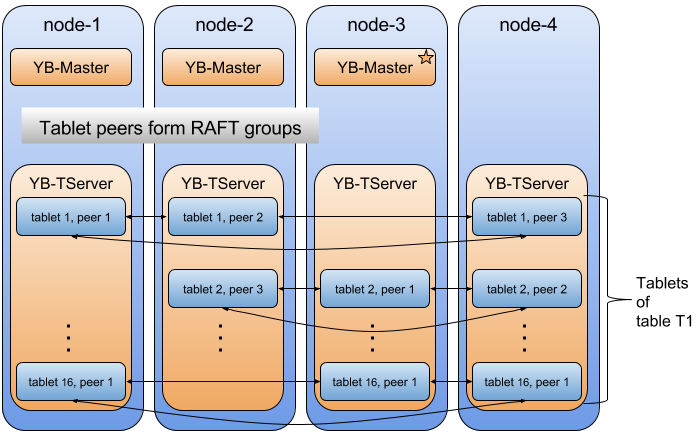 node-1
node-2
node-3
node-4
YB-Master
YB-Master
YB-Master
Tablet peers form RAFT groups
YB-TServer
YB-TServer
YB-TServer
YB-TServer
tablet 1, peer 1
tablet 1, peer 2
tablet 1, peer 3
tablet 2, peer 3
tablet 2, peer 1
tablet 2, peer 2
Tablets
of
table T1
tablet 16, peer 1
tablet 16, peer 1
tablet 16, peer 1